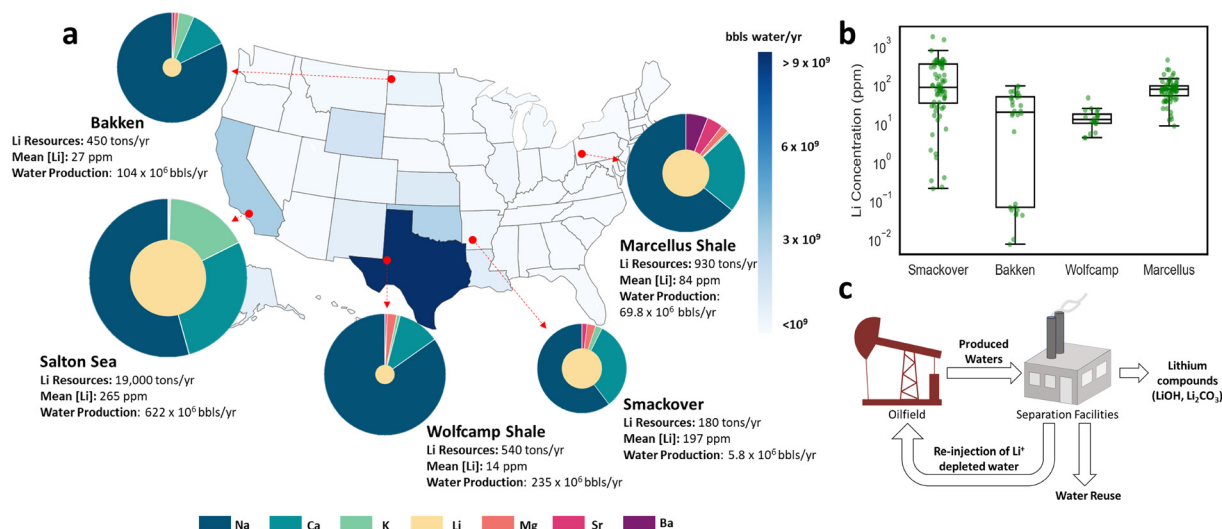 a
Bakken
Li Resources: 450 tons/yr
Mean [Li]: 27 ppm
Water Production: 104 x 10⁶ bbls/yr
Salton Sea
Li Resources: 19,000 tons/yr
Mean [Li]: 265 ppm
Water Production: 622 x 10⁶ bbls/yr
Wolfcamp Shale
Li Resources: 540 tons/yr
Mean [Li]: 14 ppm
Water Production: 235 x 10⁶ bbls/yr
Smackover
Li Resources: 180 tons/yr
Mean [Li]: 197 ppm
Water Production: 5.8 x 10⁶ bbls/yr
Marcellus Shale
Li Resources: 930 tons/yr
Mean [Li]: 84 ppm
Water Production:
69.8 x 10⁶ bbls/yr
bbls water/yr
> 9 x 10⁹
6 x 10⁹
3 x 10⁹
<10⁹
Na Ca K Li Mg Sr Ba
b
Li Concentration (ppm)
10³
10²
10¹
10⁰
10⁻¹
10⁻²
Smackover Bakken Wolfcamp Marcellus
c
Produced
Waters
Oilfield
Separation Facilities
Lithium
compounds
(LiOH, Li₂CO₃)
Re-injection of Li⁺
depleted water
Water Reuse